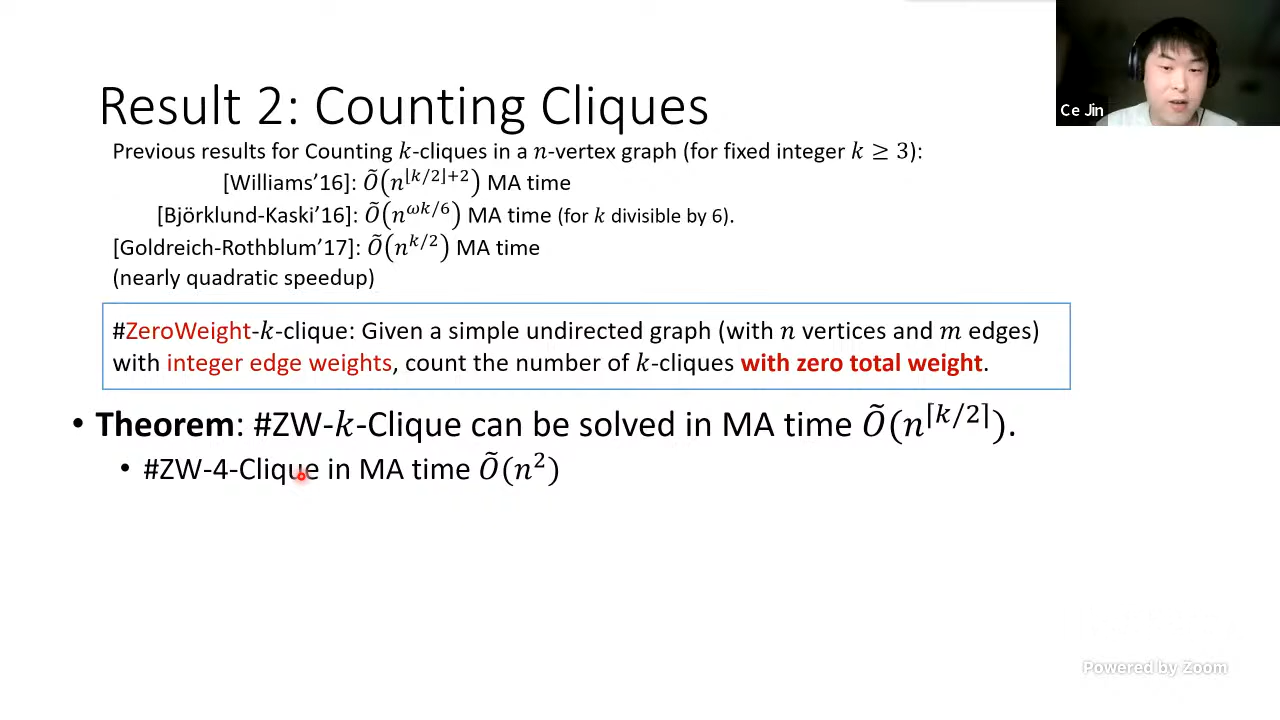 Ce Jin
Result 2: Counting Cliques
Previous results for Counting k-cliques in a n-vertex graph (for fixed integer k ≥ 3):
[Williams’16]: Õ(n^{⌊k/2⌋+2}) MA time
[Björklund-Kaski’16]: Õ(n^{ωk/6}) MA time (for k divisible by 6).
[Goldreich-Rothblum’17]: Õ(n^{k/2}) MA time
(nearly quadratic speedup)
#ZeroWeight-k-clique: Given a simple undirected graph (with n vertices and m edges)
with integer edge weights, count the number of k-cliques with zero total weight.
• Theorem: #ZW-k-Clique can be solved in MA time Õ(n^{⌈k/2⌉}).
• #ZW-4-Clique in MA time Õ(n^2)
Powered by Zoom